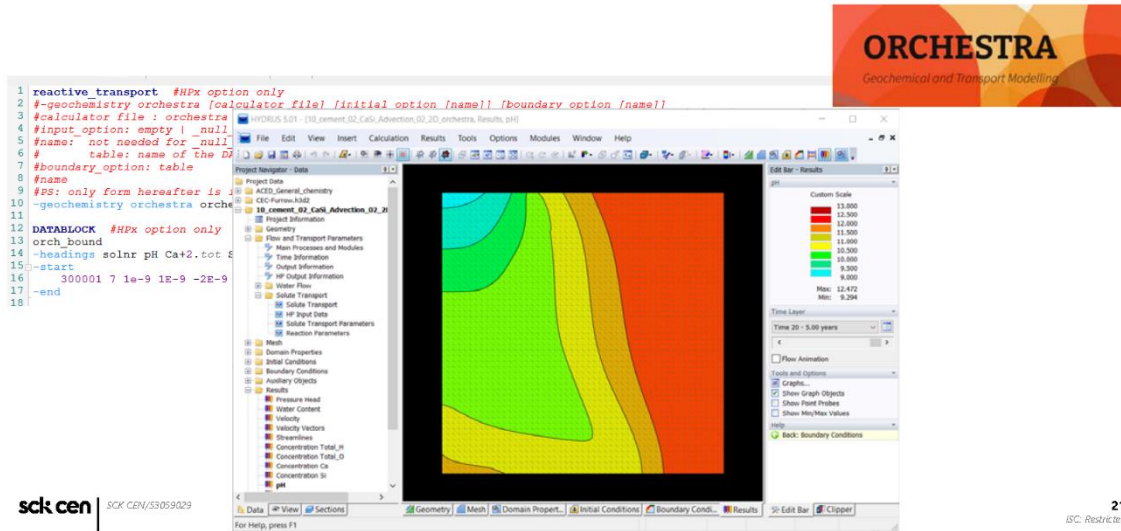 ORCHESTRA
Geochemical and Transport Modelling
1 reactive_transport #HPx option only
2 #-geochemistry orchestra [calculator file] [initial option [name]] [boundary option [name]]
3 #calculator file : orchestra
4 #input_option: empty | _null_
5 #name: not needed for _null
6 # table: name of the DA
7 #boundary_option: table
8 #name
9 #PS: only form hereafter is i
10 -geochemistry orchestra orche
11
12 DATABLOCK #HPx option only
13 orch_bound
14 -headings solnr pH Ca+2.tot S
15 -start
16 300001 7 1e-9 1E-9 -2E-9
17 -end
18
HYDRUS 5.01 - [10_cement_02_CaSi_Advection_02_2D_orchestra, Results, pH]
File Edit View Insert Calculation Results Tools Options Modules Window Help
Project Navigator - Data
Project Data
ACED_General_chemistry
CEC-Furrow.h3d2
10_cement_02_CaSi_Advection_02_2
Project Information
Geometry
Flow and Transport Parameters
Main Processes and Modules
Time Information
Output Information
HP Output Information
Water Flow
Solute Transport
Solute Transport
HP Input Data
Solute Transport Parameters
Reaction Parameters
Mesh
Domain Properties
Initial Conditions
Boundary Conditions
Auxiliary Objects
Results
Pressure Head
Water Content
Velocity
Velocity Vectors
Streamlines
Concentration Total_H
Concentration Total_O
Concentration Ca
Concentration Si
pH
Data View Sections
Geometry Mesh Domain Propert... Initial Conditions Boundary Condi... Results
For Help, press F1
Edit Bar - Results
pH
Custom Scale
13.000
12.500
12.000
11.500
11.000
10.500
10.000
9.500
9.000
Max: 12.472
Min: 9.294
Time Layer
Time 20 - 5.00 years
Flow Animation
Tools and Options
Graphs...
Show Graph Objects
Show Point Probes
Show Min/Max Values
Help
Back: Boundary Conditions
Edit Bar Clipper
sck cen
SCK CEN/53059029
ISC: Restricte